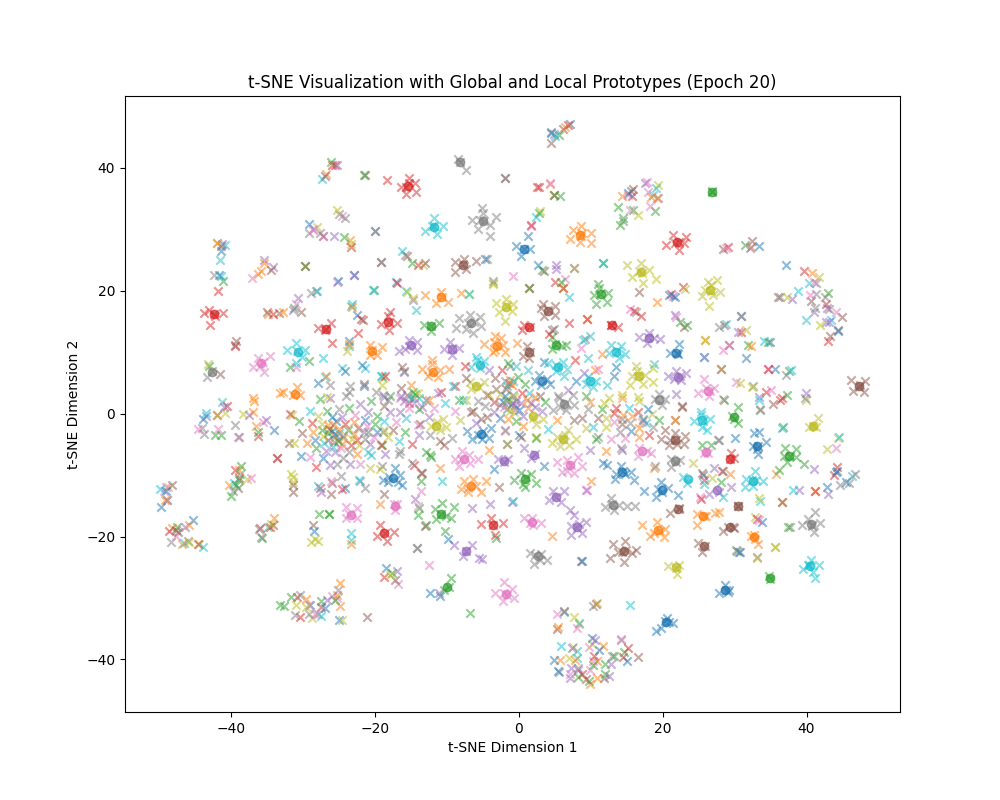 t-SNE Visualization with Global and Local Prototypes (Epoch 20)
40
20
0
−20
−40
t-SNE Dimension 2
−40 −20 0 20 40
t-SNE Dimension 1